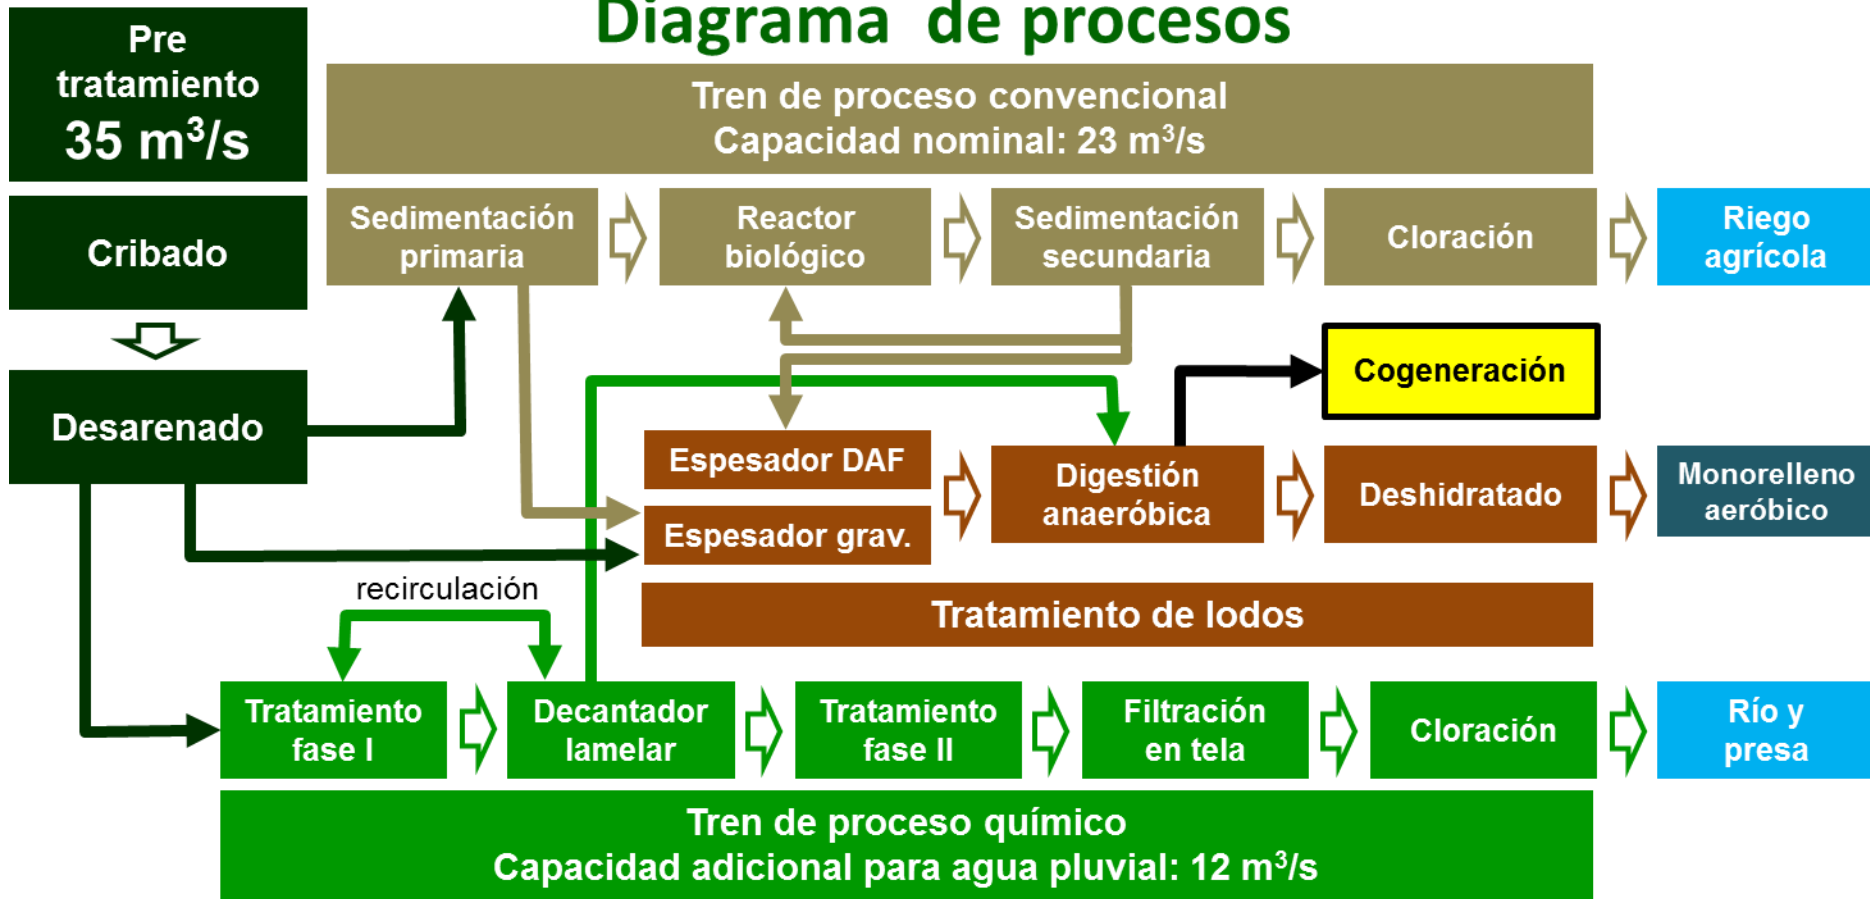 Diagrama de procesos
Pre
tratamiento
35 m³/s
Tren de proceso convencional
Capacidad nominal: 23 m³/s
Cribado
Sedimentación
primaria
Reactor
biológico
Sedimentación
secundaria
Cloración
Riego
agrícola
Desarenado
Cogeneración
Espesador DAF
Espesador grav.
Digestión
anaeróbica
Deshidratado
Monorelleno
aeróbico
Tratamiento de lodos
recirculación
Tratamiento
fase I
Decantador
lamelar
Tratamiento
fase II
Filtración
en tela
Cloración
Río y
presa
Tren de proceso químico
Capacidad adicional para agua pluvial: 12 m³/s